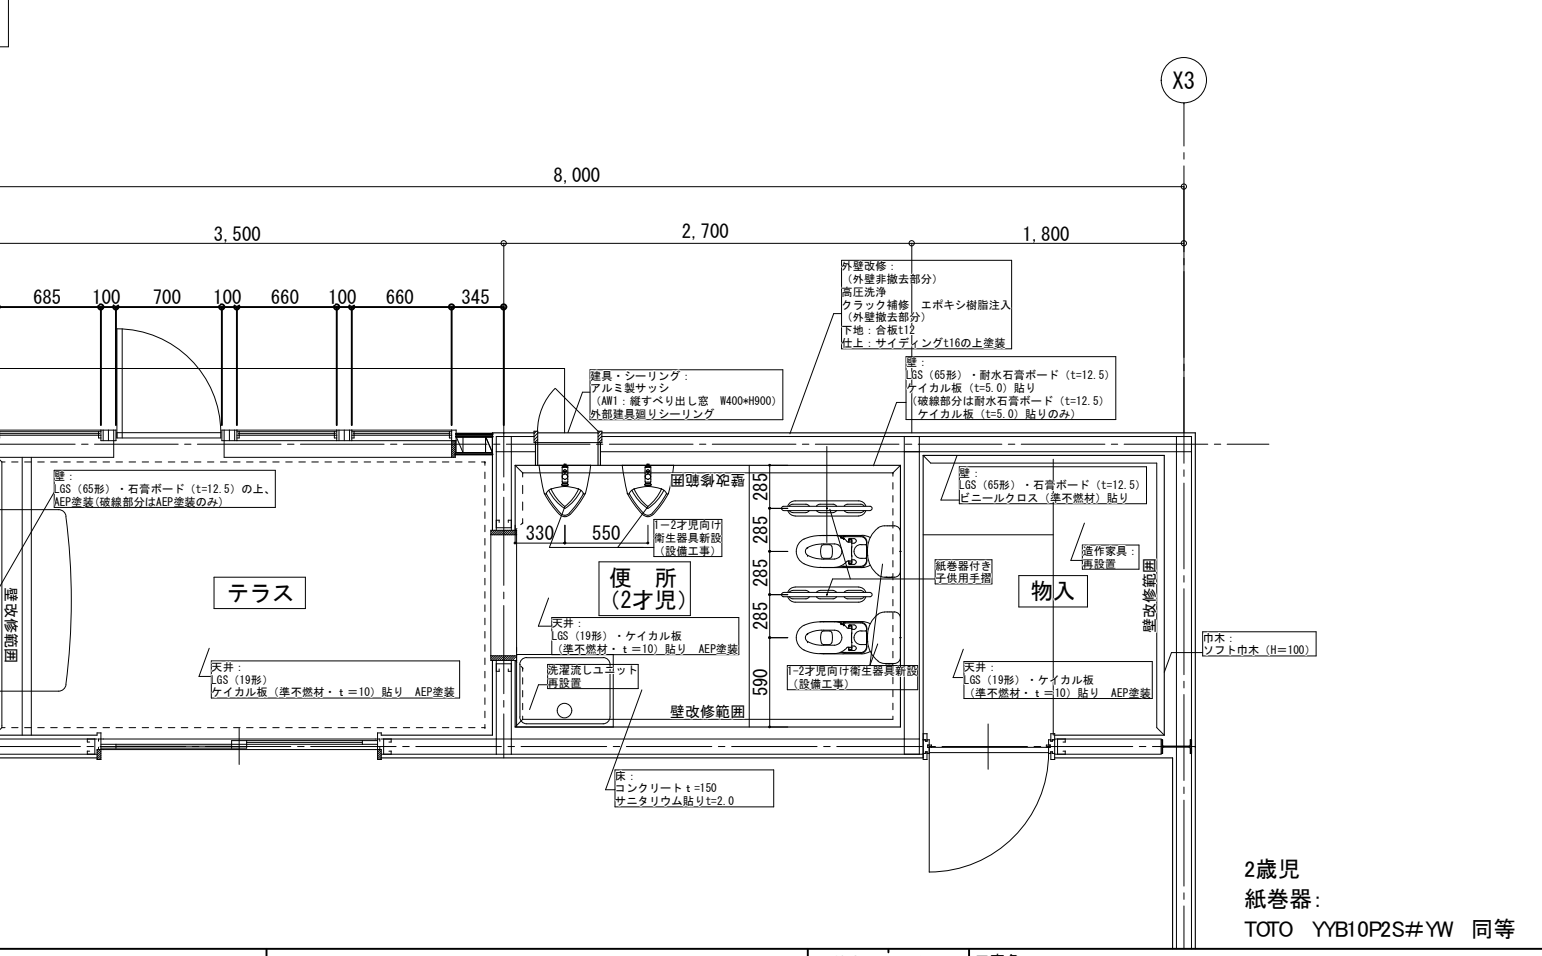 X3
8,000
3,500
2,700
1,800
685
100
700
100
660
100
660
345
外壁改修：
（外壁非撤去部分）
高圧洗浄
クラック補修　エポキシ樹脂注入
（外壁撤去部分）
下地：合板t12
仕上：サイディングt16の上塗装
建具・シーリング：
アルミ製サッシ
（AW1：縦すべり出し窓　W400*H900）
外部建具廻りシーリング
壁：
LGS（65形）・耐水石膏ボード（t=12.5）
ケイカル板（t=5.0）貼り
（破線部分は耐水石膏ボード（t=12.5）
ケイカル板（t=5.0）貼りのみ）
壁：
LGS（65形）・石膏ボード（t=12.5）の上、
AEP塗装(破線部分はAEP塗装のみ)
壁改修範囲
285
285
285
285
590
壁：
LGS（65形）・石膏ボード（t=12.5）
ビニールクロス（準不燃材）貼り
330
550
1-2才児向け
衛生器具新設
（設備工事）
造作家具：
再設置
紙巻器付き
子供用手摺
便　所
（2才児）
テラス
物入
壁改修範囲
壁改修範囲
天井：
LGS（19形）・ケイカル板
（準不燃材・ｔ＝10）貼り　AEP塗装
巾木：
ソフト巾木（H=100）
天井：
LGS（19形）
ケイカル板（準不燃材・ｔ＝10）貼り　AEP塗装
洗濯流しユニット
再設置
1-2才児向け衛生器具新設
（設備工事）
天井：
LGS（19形）・ケイカル板
（準不燃材・ｔ＝10）貼り　AEP塗装
壁改修範囲
床：
コンクリートｔ=150
サニタリウム貼りt=2.0
2歳児
紙巻器：
TOTO　YYB10P2S#YW　同等